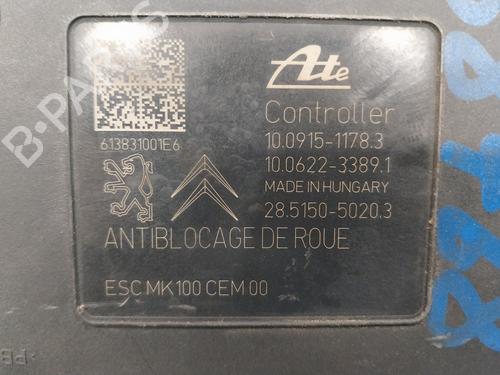 Ate
Controller
613831001E6
10.0915-1178.3
10.0622-3389.1
MADE IN HUNGARY
28.5150-5020.3
ANTIBLOCAGE DE ROUE
ESC MK100 CEM 00
B-PARTS